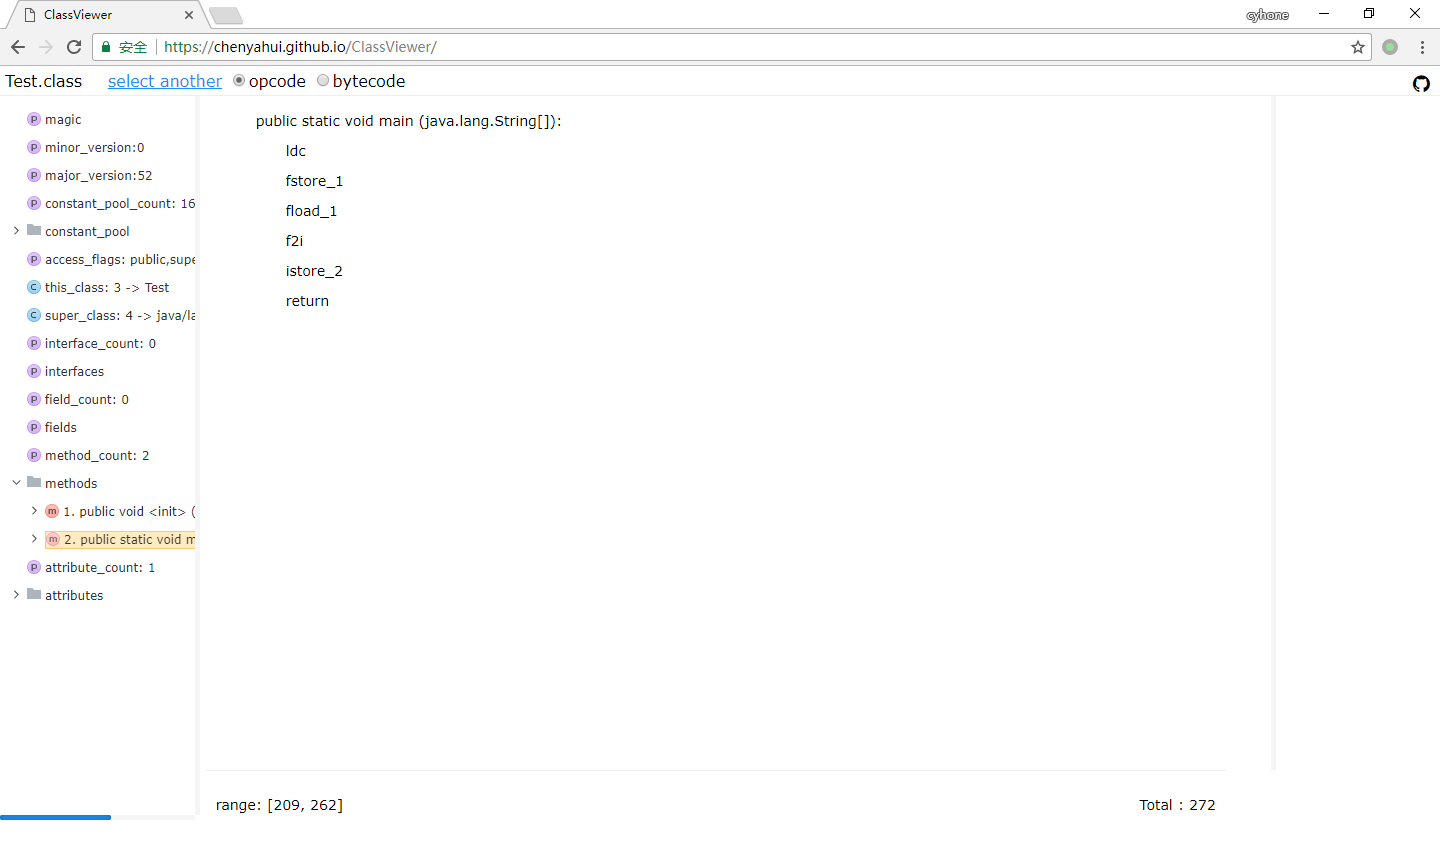 ClassViewer
cyhone
安全 https://chenyahui.github.io/ClassViewer/
Test.class select another opcode bytecode
P magic
P minor_version:0
P major_version:52
P constant_pool_count: 16
constant_pool
P access_flags: public,supe
C this_class: 3 -> Test
C super_class: 4 -> java/la
P interface_count: 0
P interfaces
P field_count: 0
P fields
P method_count: 2
methods
m 1. public void <init> (
m 2. public static void m
P attribute_count: 1
attributes
public static void main (java.lang.String[]):
ldc
fstore_1
fload_1
f2i
istore_2
return
range: [209, 262]
Total : 272